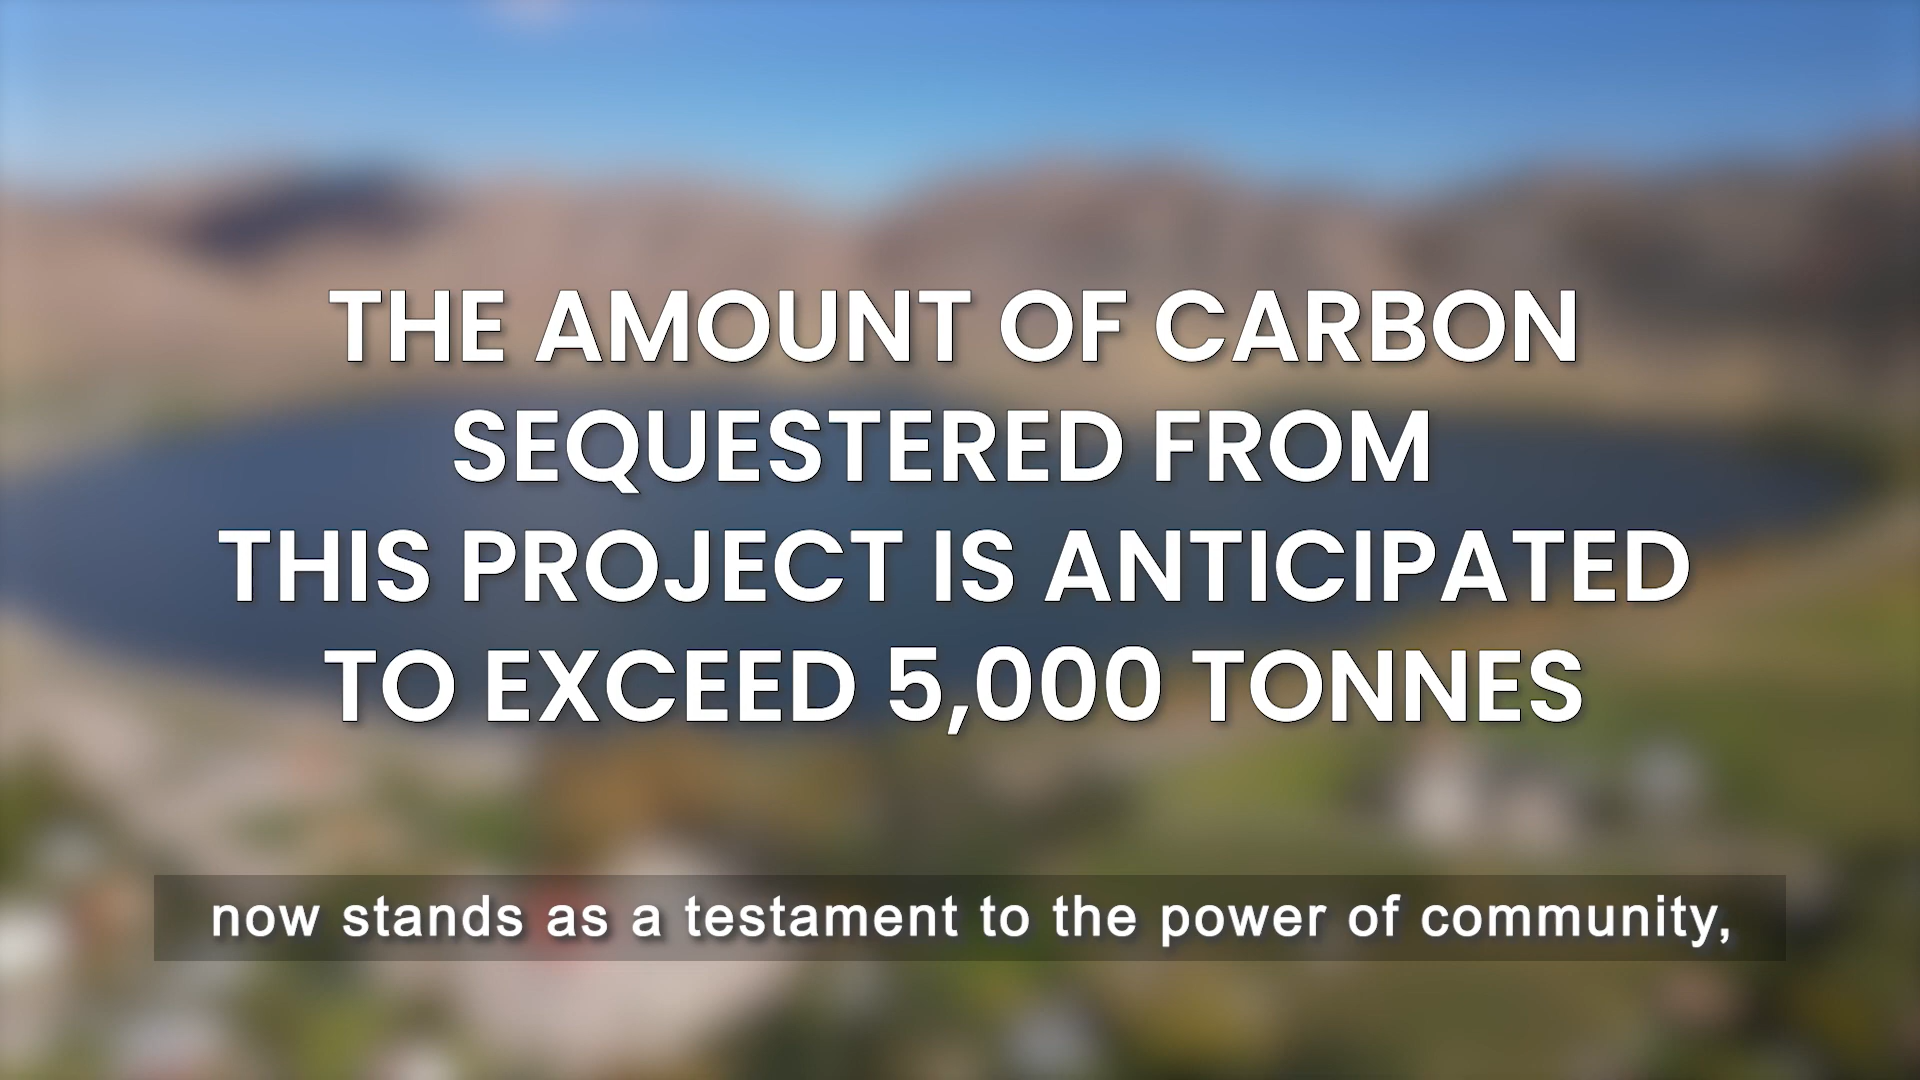 THE AMOUNT OF CARBON
SEQUESTERED FROM
THIS PROJECT IS ANTICIPATED
TO EXCEED 5,000 TONNES
now stands as a testament to the power of community,